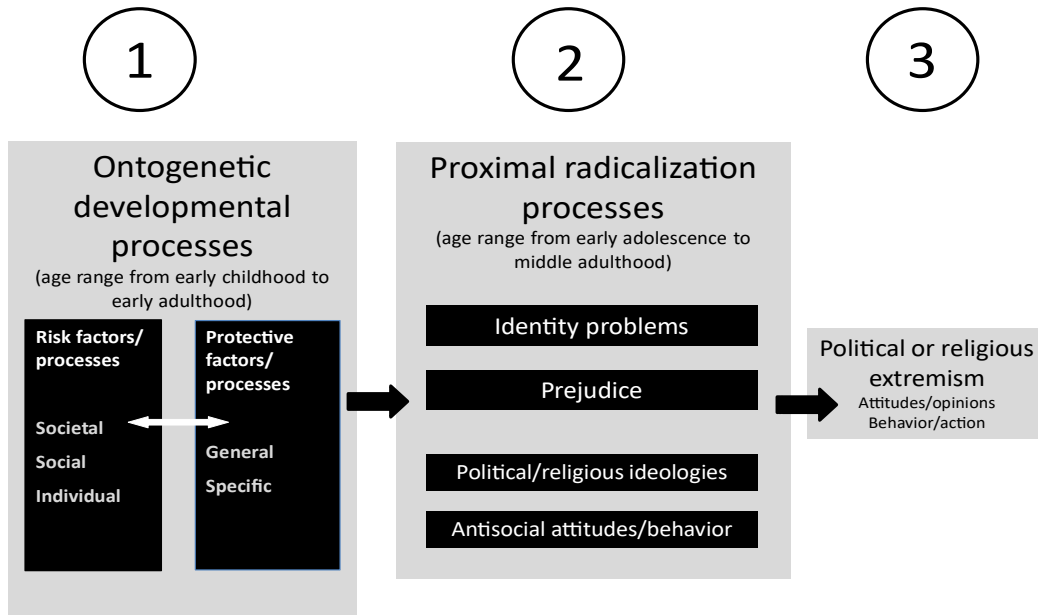 1
2
3
Ontogenetic
developmental
processes
(age range from early childhood to
early adulthood)
Risk factors/
processes
Societal
Social
Individual
Protective
factors/
processes
General
Specific
Proximal radicalization
processes
(age range from early adolescence to
middle adulthood)
Identity problems
Prejudice
Political/religious ideologies
Antisocial attitudes/behavior
Political or religious
extremism
Attitudes/opinions
Behavior/action